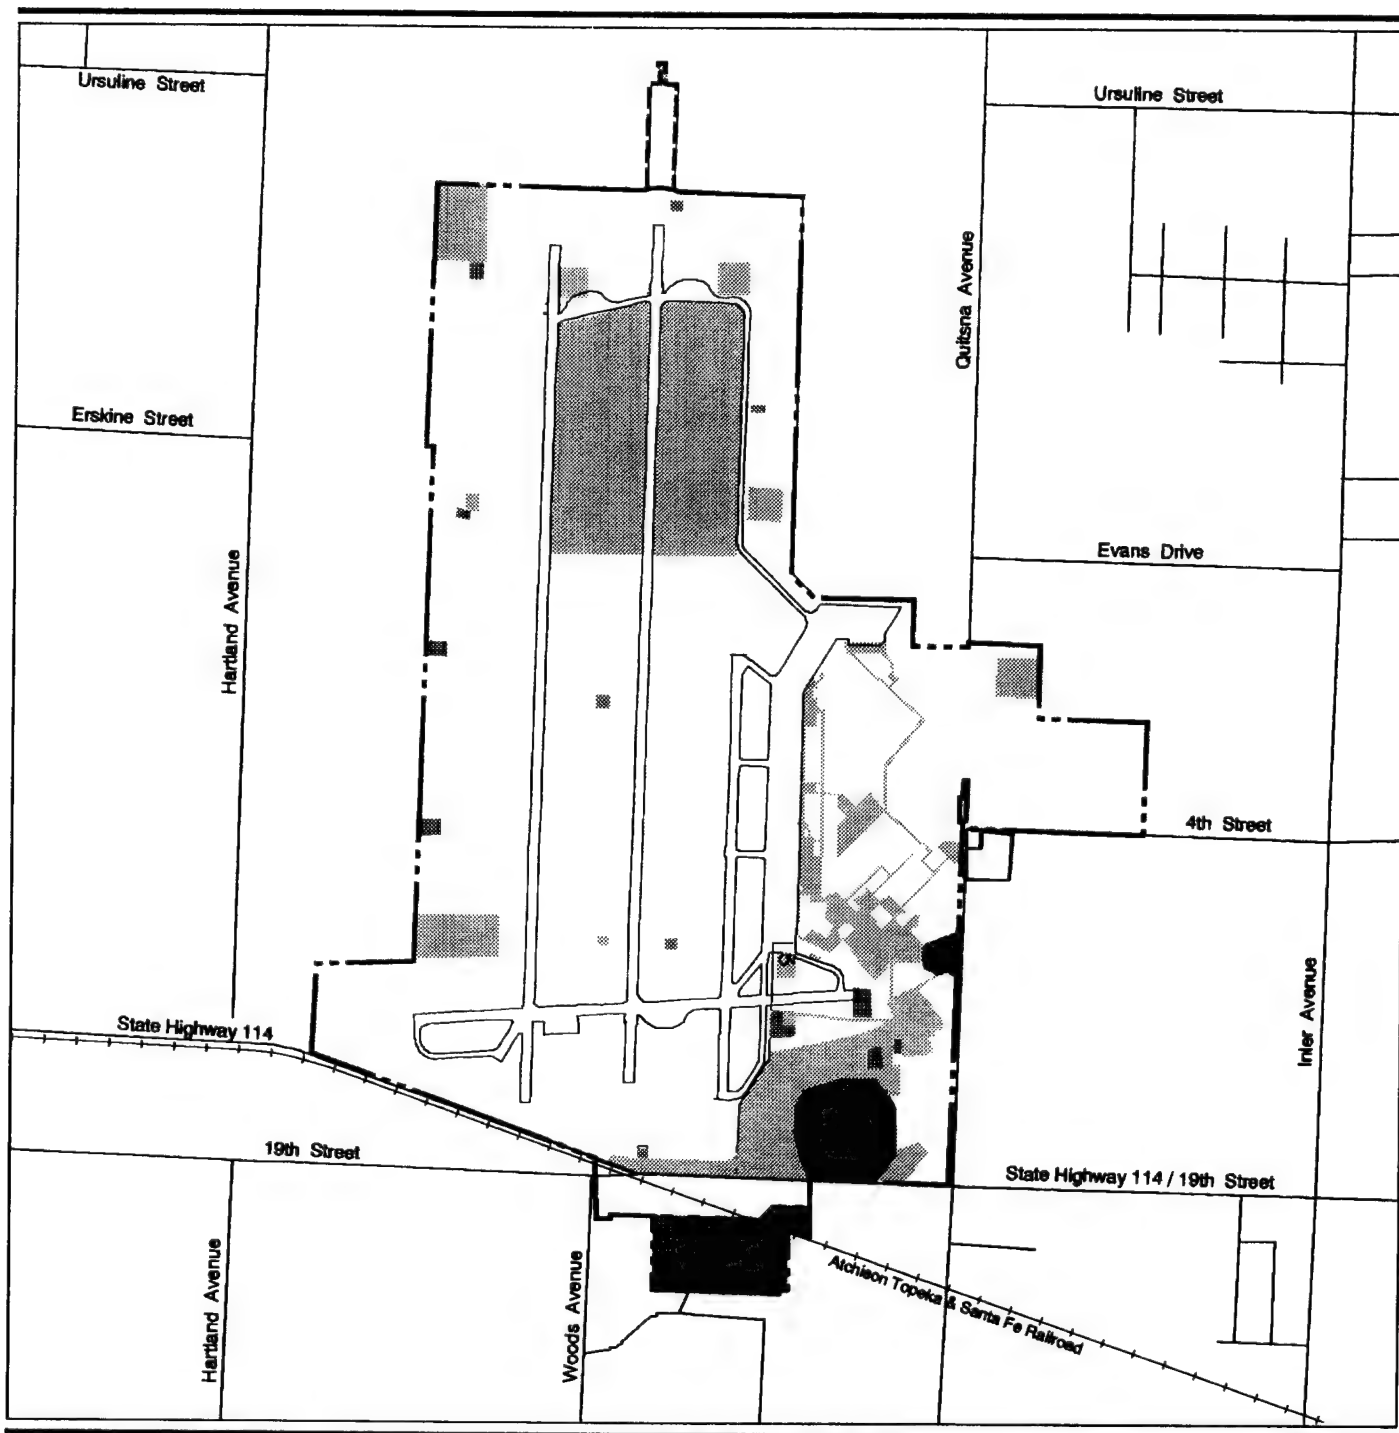 Ursuline Street
Ursuline Street
Quitsna Avenue
Erskine Street
Evans Drive
Hartland Avenue
4th Street
State Highway 114
Inler Avenue
19th Street
State Highway 114 / 19th Street
Hartland Avenue
Woods Avenue
Atchison Topeka & Santa Fe Railroad